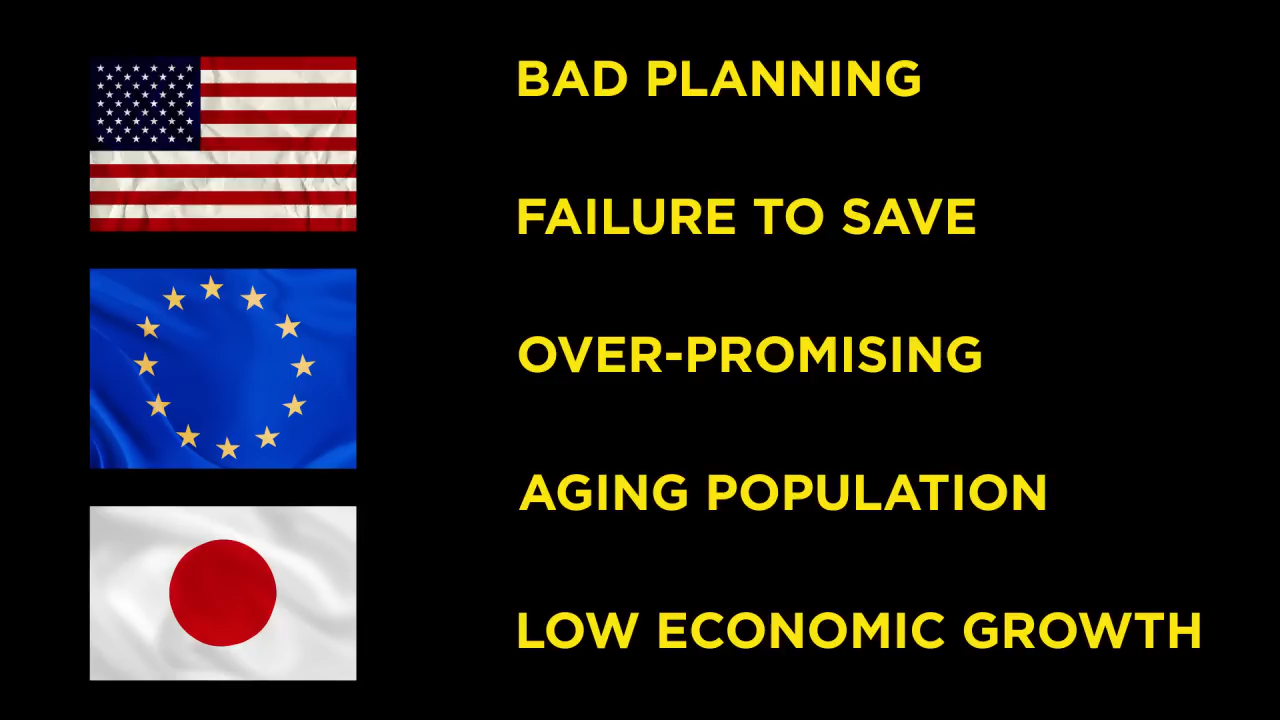 BAD PLANNING
FAILURE TO SAVE
OVER-PROMISING
AGING POPULATION
LOW ECONOMIC GROWTH